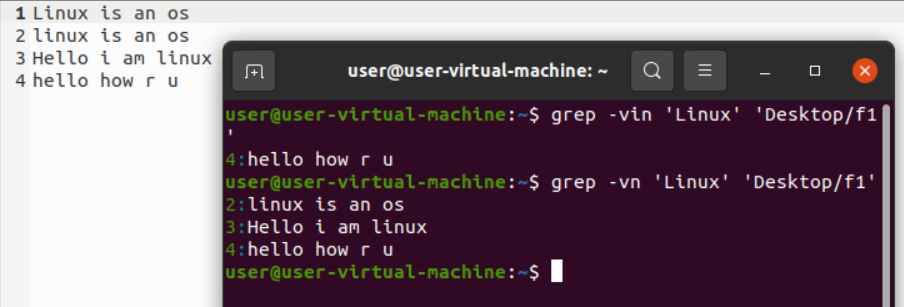 1 Linux is an os
2 linux is an os
3 Hello i am linux
4 hello how r u
user@user-virtual-machine: ~
user@user-virtual-machine:~$ grep -vin 'Linux' 'Desktop/f1
'
4:hello how r u
user@user-virtual-machine:~$ grep -vn 'Linux' 'Desktop/f1'
2:linux is an os
3:Hello i am linux
4:hello how r u
user@user-virtual-machine:~$